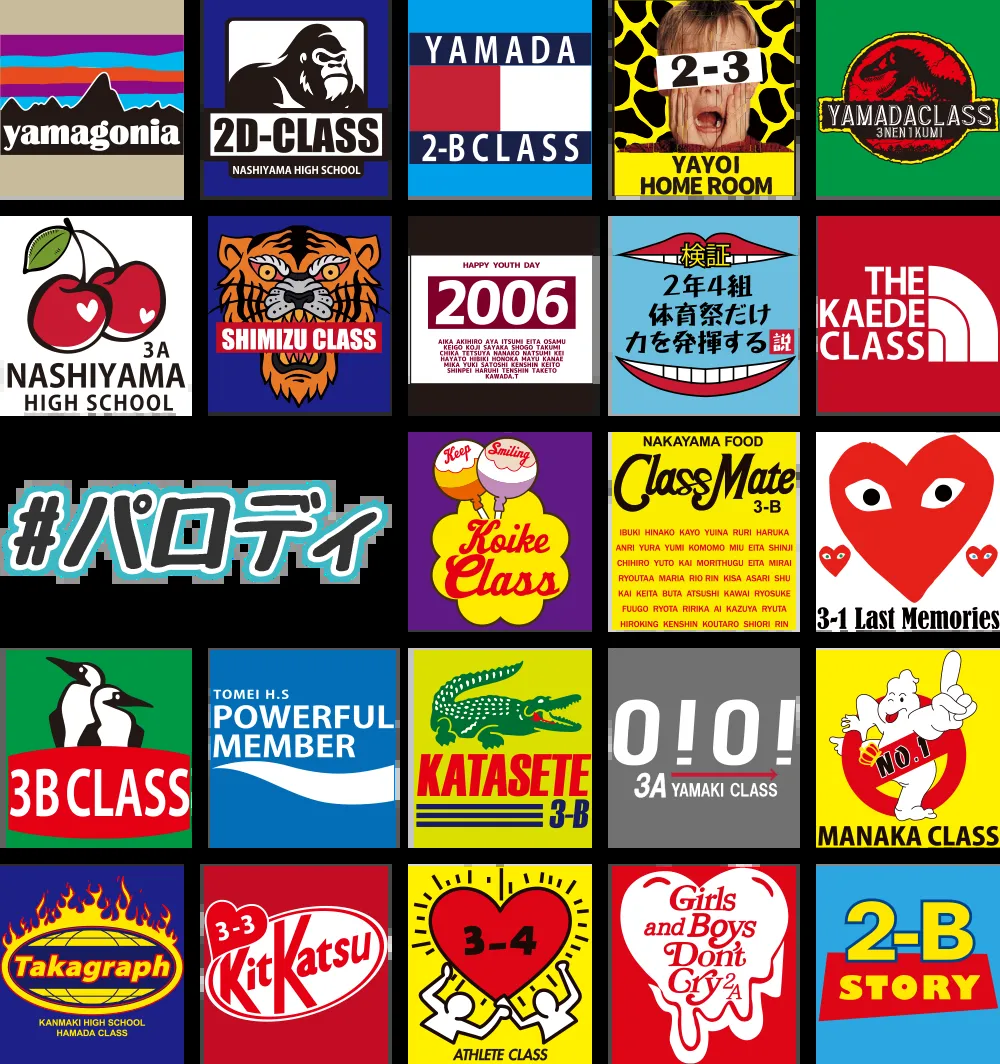 yamagonia
2D-CLASS
NASHIYAMA HIGH SCHOOL
YAMADA
2-B CLASS
2-3
YAYOI
HOME ROOM
YAMADACLASS
3NEN1KUMI
3A
NASHIYAMA
HIGH SCHOOL
SHIMIZU CLASS
HAPPY YOUTH DAY
2006
AIKA AKIHIRO AYA ITSUMI EITA OSAMU
KEIGO KOJI SAYAKA SHOGO TAKUMI
CHIKA TETSUYA NANAKO NATSUMI KEI
HAYATO HIBIKI HONOKA MAYU KANAE
MIKA YUKI SATOSHI KENSHIN KEITO
SHINPEI HARUHI TENSHIN TAKETO
KAWADA.T
検証
2年4組
体育祭だけ
力を発揮する説
THE
KAEDE
CLASS
#パロディ
Keep
Smiling
Koike
Class
NAKAYAMA FOOD
Class Mate
3-B
IBUKI HINAKO KAYO YUINA RURI HARUKA
ANRI YURA YUMI KOMOMO MIU EITA SHINJI
CHIHIRO YUTO KAI MORITHUGU EITA MIRAI
RYOUTAA MARIA RIO RIN KISA ASARI SHU
KAI KEITA BUTA ATSUSHI KAWAI RYOSUKE
FUUGO RYOTA RIRIKA AI KAZUYA RYUTA
HIROKING KENSHIN KOUTARO SHIORI RIN
3-1 Last Memories
3B CLASS
TOMEI H.S
POWERFUL
MEMBER
KATASETE
3-B
O!O!
3A YAMAKI CLASS
NO.1
MANAKA CLASS
Takagraph
KANMAKI HIGH SCHOOL
HAMADA CLASS
3-3
KitKatsu
3-4
ATHLETE CLASS
Girls
and Boys
Don't
Cry 2A
2-B
STORY